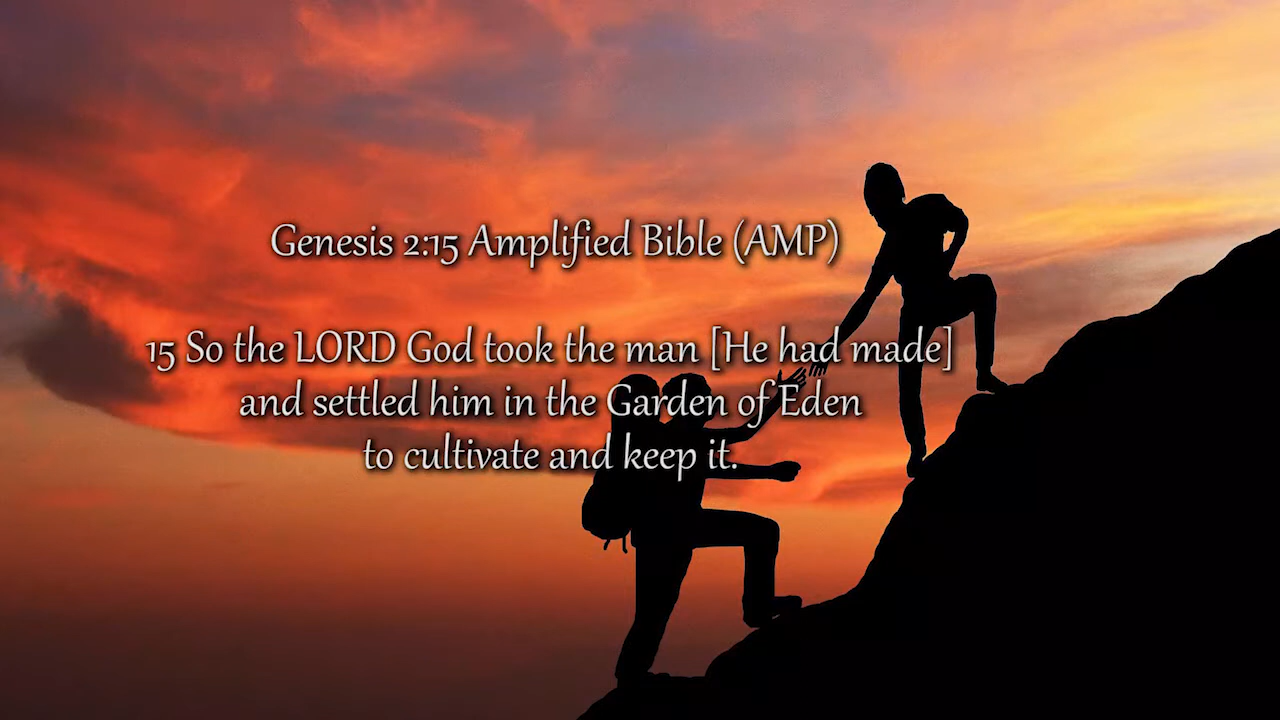 Genesis 2:15 Amplified Bible (AMP)
15 So the LORD God took the man [He had made]
and settled him in the Garden of Eden
to cultivate and keep it.